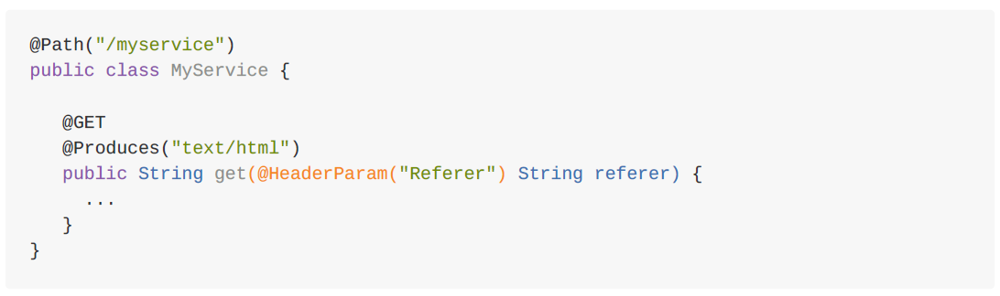 @Path("/myservice")
public class MyService {
@GET
@Produces("text/html")
public String get(@HeaderParam("Referer") String referer) {
...
}
}